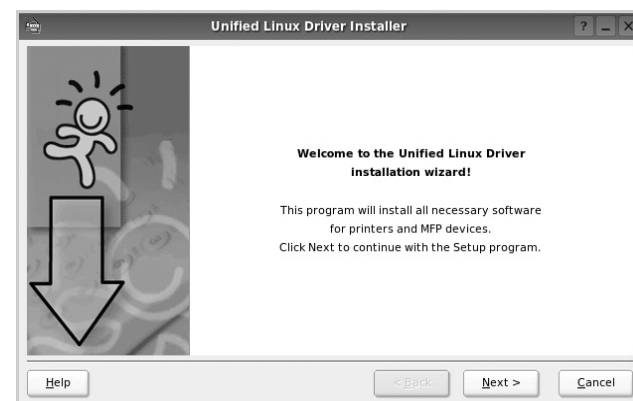 Unified Linux Driver Installer
Welcome to the Unified Linux Driver
installation wizard!
This program will install all necessary software
for printers and MFP devices.
Click Next to continue with the Setup program.
Help
< Back
Next >
Cancel